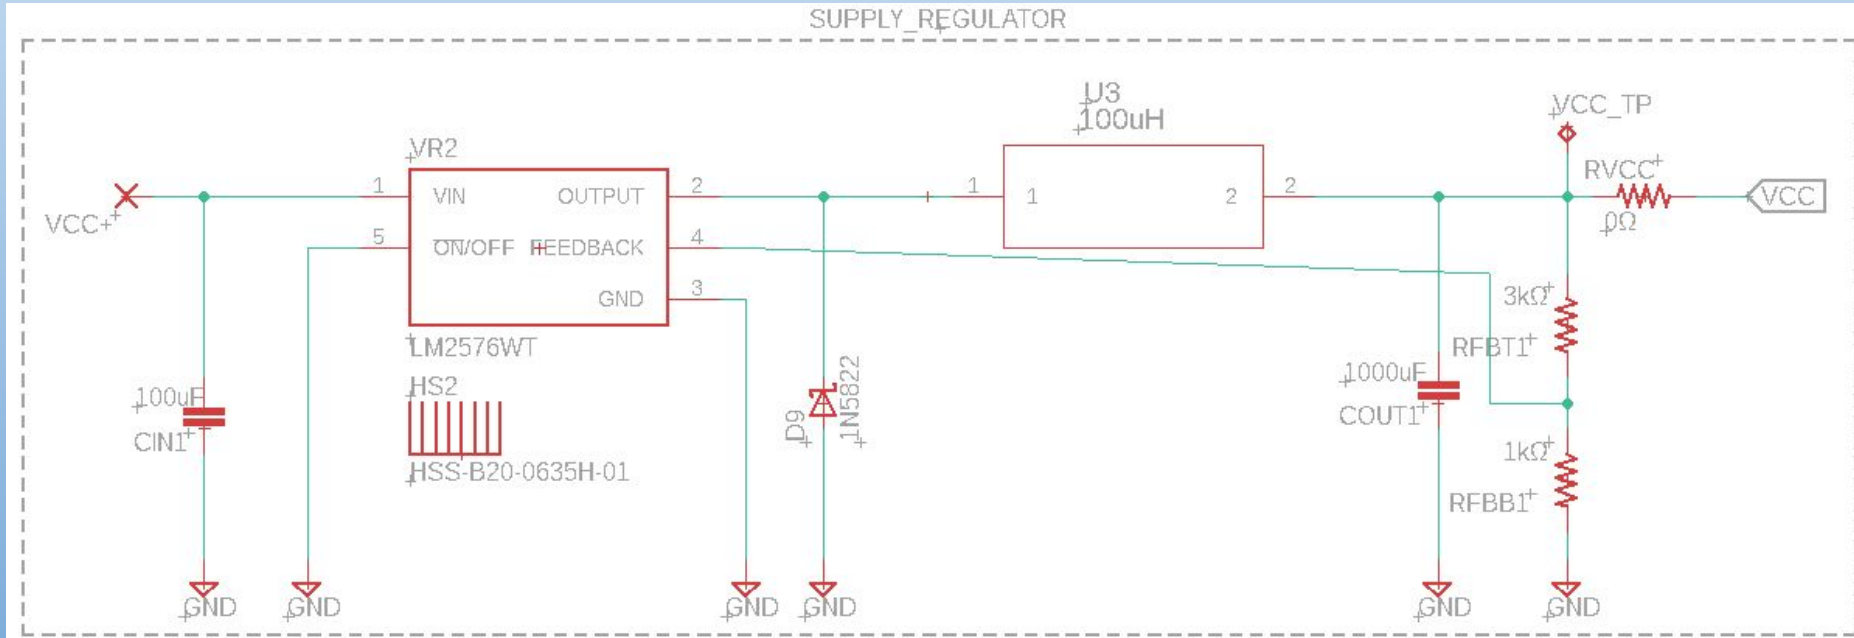 SUPPLY_REGULATOR
U3
100uH
VCC_TP
VR2
RVCC
VCC+
1
VIN
OUTPUT
2
1
1
2
2
0Ω
VCC
5
ON/OFF
FEEDBACK
4
GND
3
3kΩ
RFBT1
LM2576WT
HS2
HSS-B20-0635H-01
100uF
CIN1
D9
1N5822
1000uF
COUT1
1kΩ
RFBB1
GND
GND
GND
GND
GND
GND